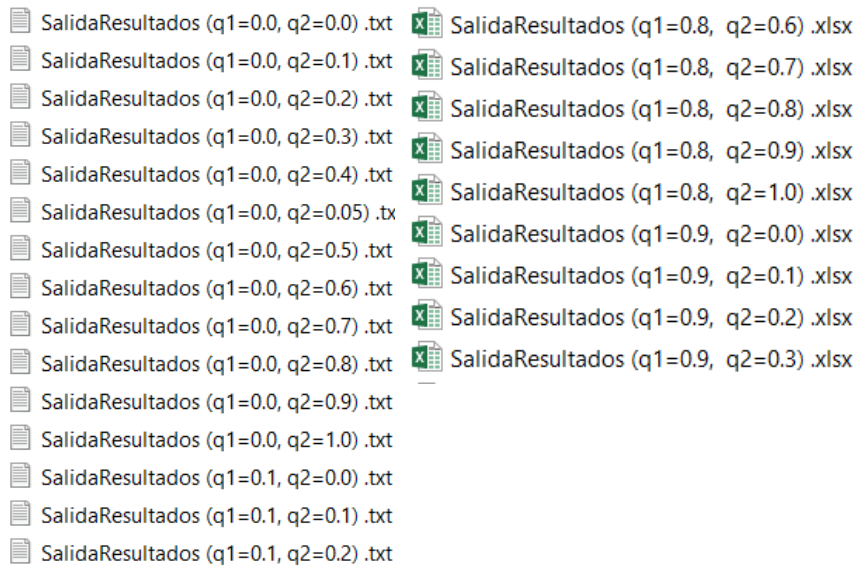 SalidaResultados (q1=0.0, q2=0.0) .txt
SalidaResultados (q1=0.0, q2=0.1) .txt
SalidaResultados (q1=0.0, q2=0.2) .txt
SalidaResultados (q1=0.0, q2=0.3) .txt
SalidaResultados (q1=0.0, q2=0.4) .txt
SalidaResultados (q1=0.0, q2=0.05) .tx
SalidaResultados (q1=0.0, q2=0.5) .txt
SalidaResultados (q1=0.0, q2=0.6) .txt
SalidaResultados (q1=0.0, q2=0.7) .txt
SalidaResultados (q1=0.0, q2=0.8) .txt
SalidaResultados (q1=0.0, q2=0.9) .txt
SalidaResultados (q1=0.0, q2=1.0) .txt
SalidaResultados (q1=0.1, q2=0.0) .txt
SalidaResultados (q1=0.1, q2=0.1) .txt
SalidaResultados (q1=0.1, q2=0.2) .txt
SalidaResultados (q1=0.8,  q2=0.6) .xlsx
SalidaResultados (q1=0.8,  q2=0.7) .xlsx
SalidaResultados (q1=0.8,  q2=0.8) .xlsx
SalidaResultados (q1=0.8,  q2=0.9) .xlsx
SalidaResultados (q1=0.8,  q2=1.0) .xlsx
SalidaResultados (q1=0.9,  q2=0.0) .xlsx
SalidaResultados (q1=0.9,  q2=0.1) .xlsx
SalidaResultados (q1=0.9,  q2=0.2) .xlsx
SalidaResultados (q1=0.9,  q2=0.3) .xlsx